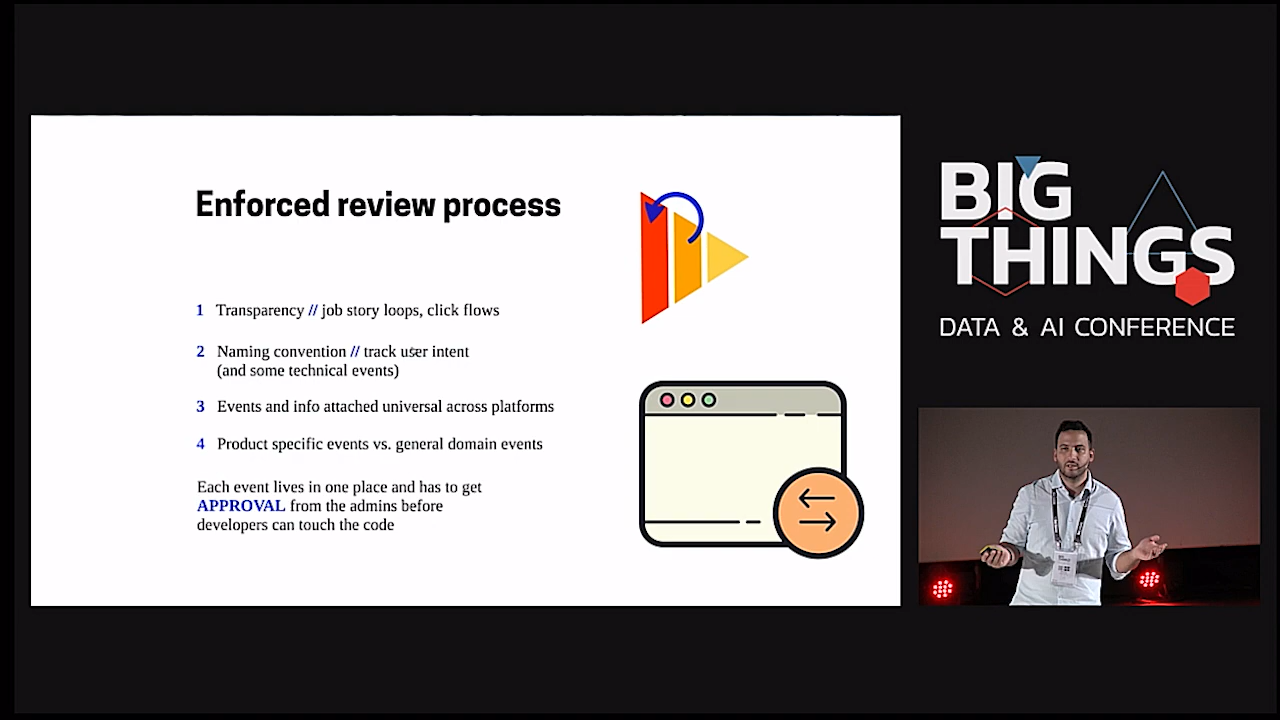 Enforced review process
1 Transparency // job story loops, click flows
2 Naming convention // track user intent
(and some technical events)
3 Events and info attached universal across platforms
4 Product specific events vs. general domain events
Each event lives in one place and has to get
APPROVAL from the admins before
developers can touch the code
BIG
THINGS
DATA & AI CONFERENCE